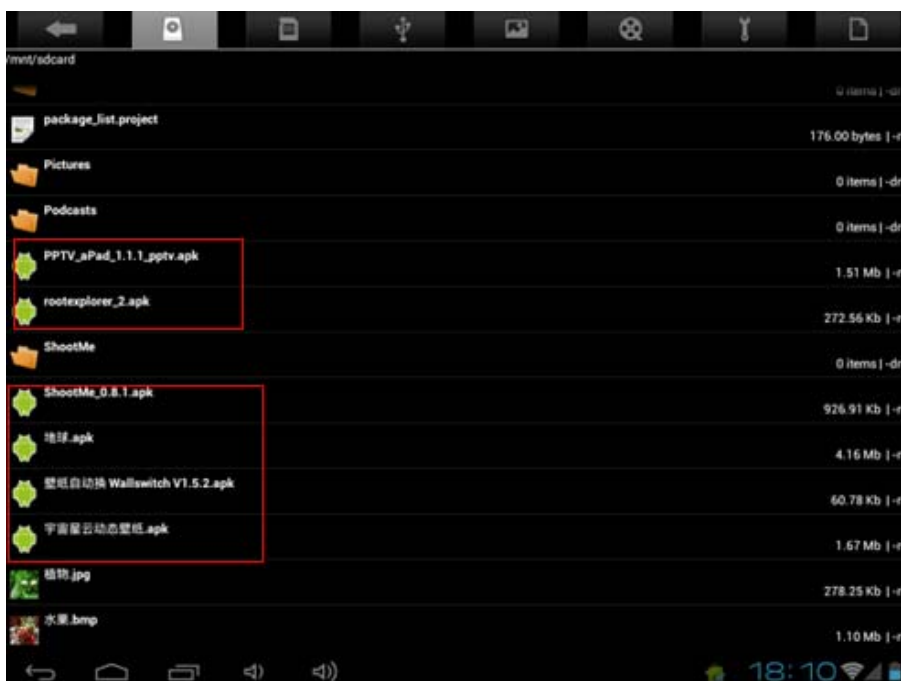 /mnt/sdcard
0 items | -dr
package_list.project
176.00 bytes | -r
Pictures
0 items | -dr
Podcasts
0 items | -dr
PPTV_aPad_1.1.1_pptv.apk
1.51 Mb | -r
rootexplorer_2.apk
272.56 Kb | -r
ShootMe
0 items | -dr
ShootMe_0.8.1.apk
926.91 Kb | -r
地球.apk
4.16 Mb | -r
壁纸自动换 Wallswitch V1.5.2.apk
60.78 Kb | -r
宇宙星云动态壁纸.apk
1.67 Mb | -r
植物.jpg
278.25 Kb | -r
水果.bmp
1.10 Mb | -r
18:10